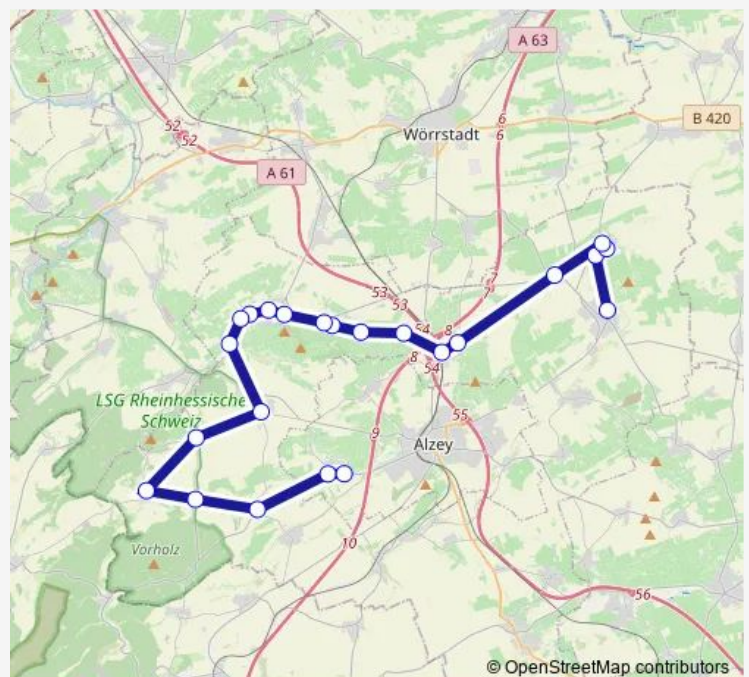 A 63
52
52
6
6
B 420
Wörrstadt
A 61
7
7
53
53
54
8
8
54
LSG Rheinhessische
Schweiz
55
9
Alzey
10
Vorholz
56
© OpenStreetMap contributors